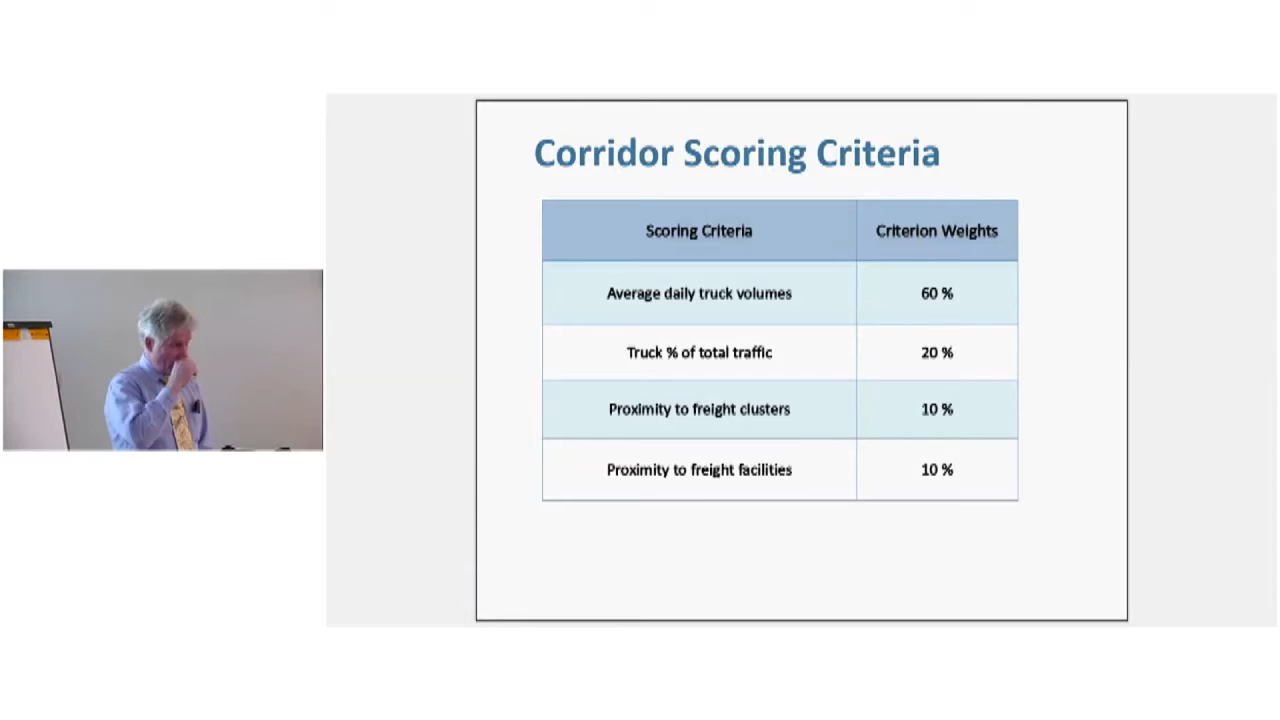 Corridor Scoring Criteria
Scoring Criteria Criterion Weights
Average daily truck volumes 60 %
Truck % of total traffic 20 %
Proximity to freight clusters 10 %
Proximity to freight facilities 10 %